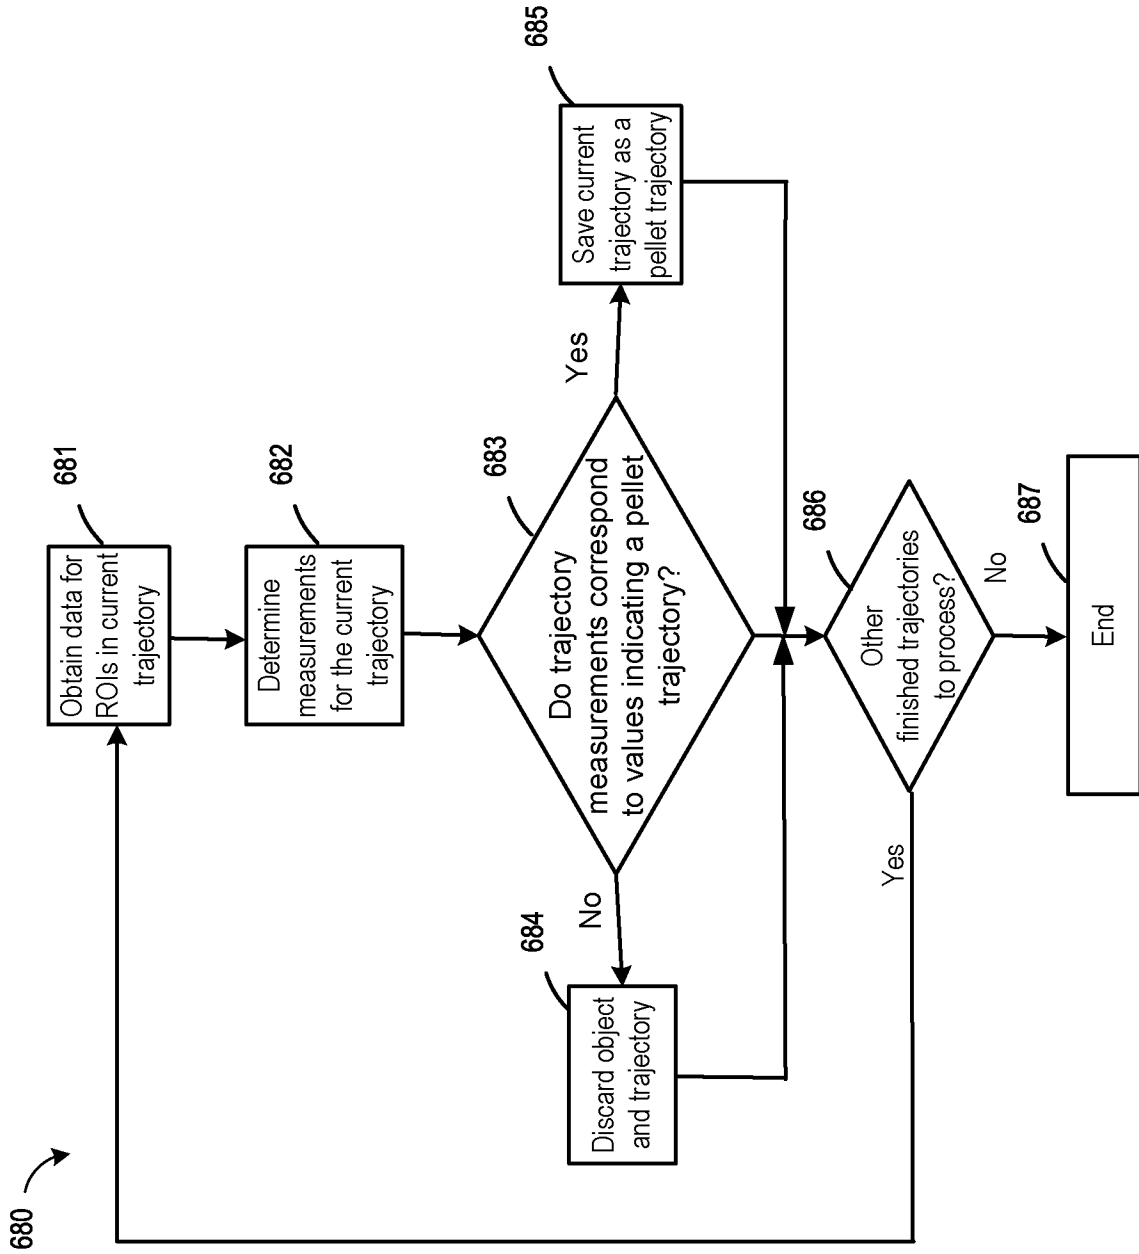 680
681
Obtain data for
ROIs in current
trajectory
682
Determine
measurements
for the current
trajectory
683
Do trajectory
measurements correspond
to values indicating a pellet
trajectory?
No
Yes
684
Discard object
and trajectory
685
Save current
trajectory as a
pellet trajectory
686
Other
finished trajectories
to process?
Yes
No
687
End